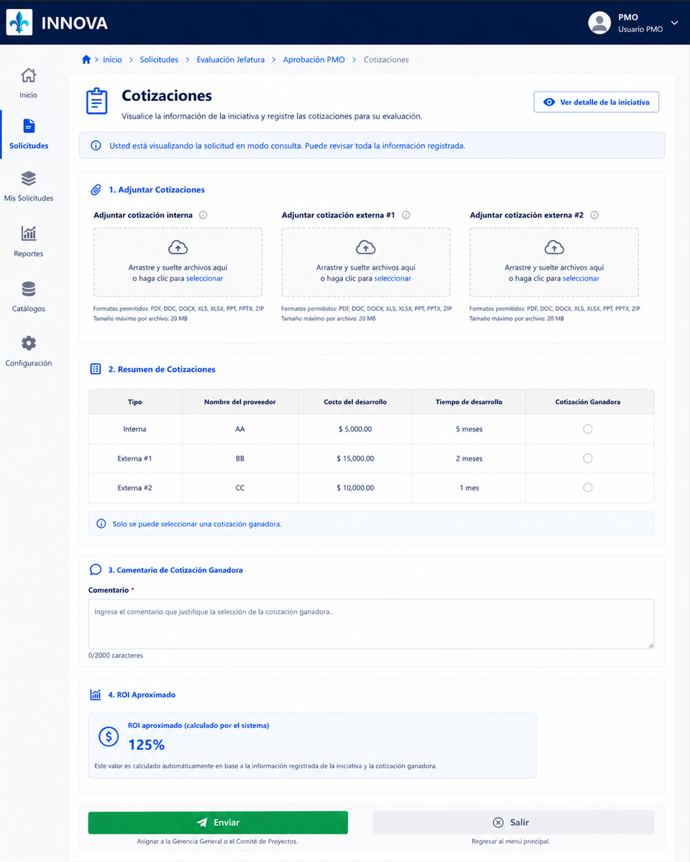 INNOVA
PMO
Usuario PMO
Inicio > Solicitudes > Evaluación Jefatura > Aprobación PMO > Cotizaciones
Inicio
Solicitudes
Mis Solicitudes
Reportes
Catálogos
Configuración
Cotizaciones
Visualice la información de la iniciativa y registre las cotizaciones para su evaluación.
Ver detalle de la iniciativa
Usted está visualizando la solicitud en modo consulta. Puede revisar toda la información registrada.
1. Adjuntar Cotizaciones
Adjuntar cotización interna
Arrastre y suelte archivos aquí
o haga clic para seleccionar
Formatos permitidos: PDF, DOC, DOCX, XLS, XLSX, PPT, PPTX, ZIP
Tamaño máximo por archivo: 20 MB
Adjuntar cotización externa #1
Arrastre y suelte archivos aquí
o haga clic para seleccionar
Formatos permitidos: PDF, DOC, DOCX, XLS, XLSX, PPT, PPTX, ZIP
Tamaño máximo por archivo: 20 MB
Adjuntar cotización externa #2
Arrastre y suelte archivos aquí
o haga clic para seleccionar
Formatos permitidos: PDF, DOC, DOCX, XLS, XLSX, PPT, PPTX, ZIP
Tamaño máximo por archivo: 20 MB
2. Resumen de Cotizaciones
Tipo Nombre del proveedor Costo del desarrollo Tiempo de desarrollo Cotización Ganadora
Interna AA $ 5,000.00 5 meses
Externa #1 BB $ 15,000.00 2 meses
Externa #2 CC $ 10,000.00 1 mes
Solo se puede seleccionar una cotización ganadora.
3. Comentario de Cotización Ganadora
Comentario *
Ingrese el comentario que justifique la selección de la cotización ganadora...
0/2000 caracteres
4. ROI Aproximado
ROI aproximado (calculado por el sistema)
$ 125%
Este valor es calculado automáticamente en base a la información registrada de la iniciativa y la cotización ganadora.
Enviar
Asignar a la Gerencia General o el Comité de Proyectos.
Salir
Regresar al menú principal.